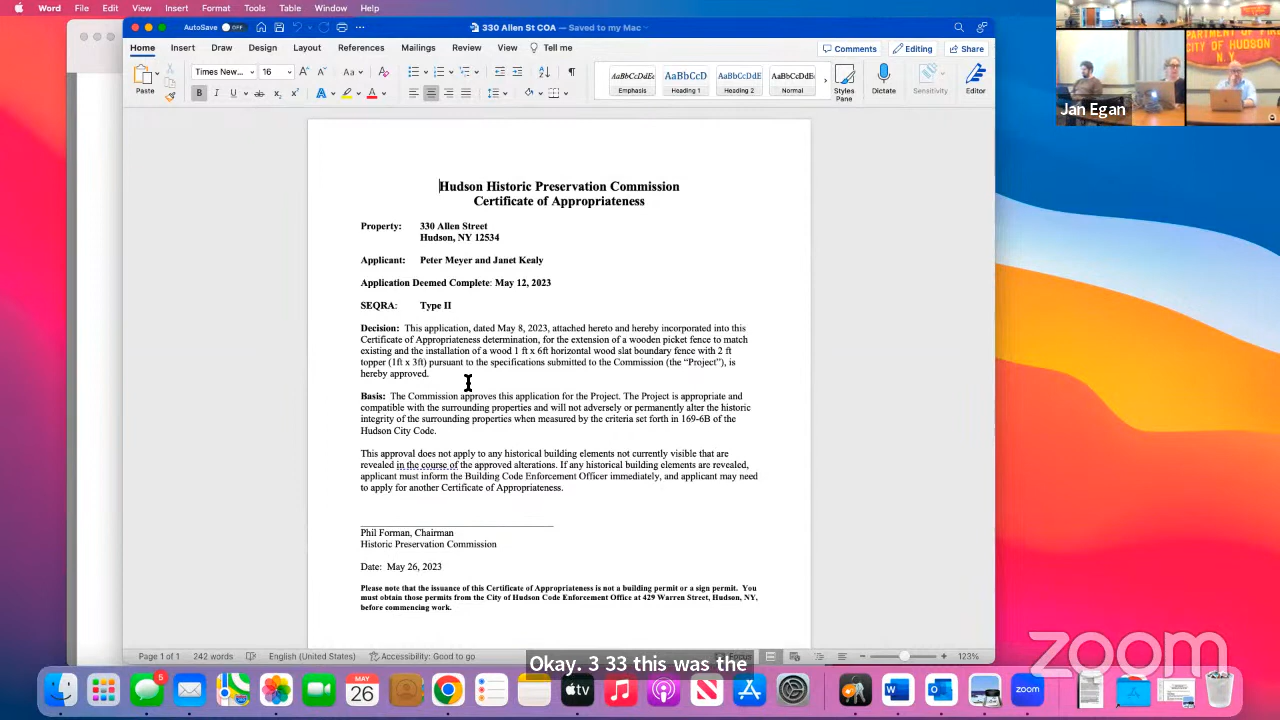 Word File Edit View Insert Format Tools Table Window Help
AutoSave OFF 330 Allen St COA — Saved to my Mac
Home Insert Draw Design Layout References Mailings Review View Tell me Comments Editing Share
Paste Times New... 16 Aa AaBbCcDdEe AaBbCcD AaBbCcDdE AaBbCcDdEe
B I U ab x A A Emphasis Heading 1 Heading 2 Normal Styles Pane Dictate Sensitivity Editor
DEPARTMENT OF FIRE
CITY OF HUDSON
N.Y.
Jan Egan
Hudson Historic Preservation Commission
Certificate of Appropriateness
Property: 330 Allen Street
Hudson, NY 12534
Applicant: Peter Meyer and Janet Kealy
Application Deemed Complete: May 12, 2023
SEQRA: Type II
Decision: This application, dated May 8, 2023, attached hereto and hereby incorporated into this
Certificate of Appropriateness determination, for the extension of a wooden picket fence to match
existing and the installation of a wood 1 ft x 6ft horizontal wood slat boundary fence with 2 ft
topper (1ft x 3ft) pursuant to the specifications submitted to the Commission (the “Project”), is
hereby approved.
Basis: The Commission approves this application for the Project. The Project is appropriate and
compatible with the surrounding properties and will not adversely or permanently alter the historic
integrity of the surrounding properties when measured by the criteria set forth in 169-6B of the
Hudson City Code.
This approval does not apply to any historical building elements not currently visible that are
revealed in the course of the approved alterations. If any historical building elements are revealed,
applicant must inform the Building Code Enforcement Officer immediately, and applicant may need
to apply for another Certificate of Appropriateness.
Phil Forman, Chairman
Historic Preservation Commission
Date: May 26, 2023
Please note that the issuance of this Certificate of Appropriateness is not a building permit or a sign permit. You
must obtain those permits from the City of Hudson Code Enforcement Office at 429 Warren Street, Hudson, NY,
before commencing work.
Page 1 of 1 242 words English (United States) Accessibility: Good to go Focus 123%
Okay. 3 33 this was the
zoom
5 MAY 26 tv zoom